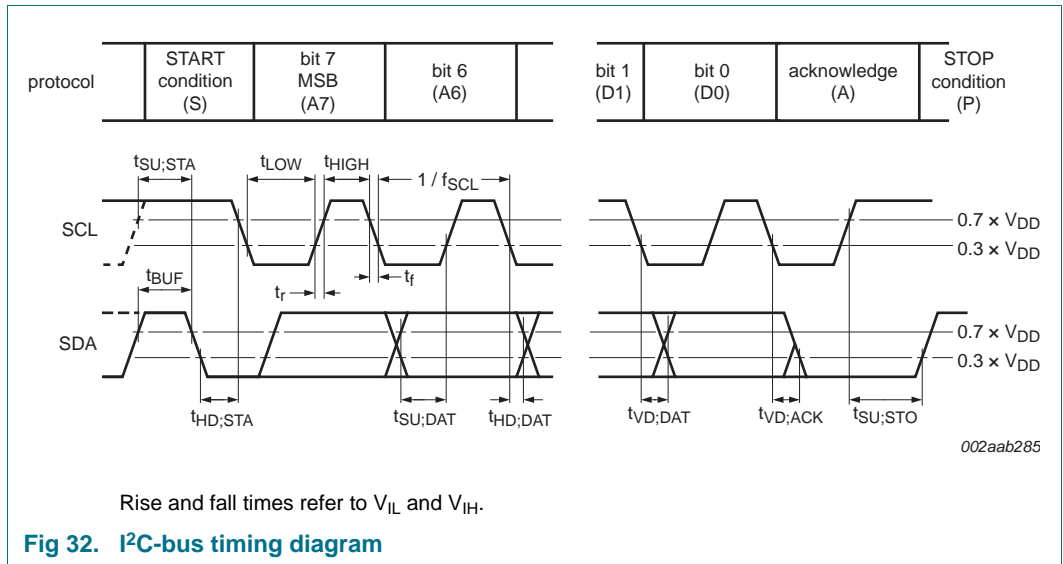 protocol
START condition (S)
bit 7 MSB (A7)
bit 6 (A6)
bit 1 (D1)
bit 0 (D0)
acknowledge (A)
STOP condition (P)
tSU;STA
tLOW
tHIGH
1 / fSCL
SCL
0.7 × VDD
0.3 × VDD
tBUF
tr
tf
SDA
0.7 × VDD
0.3 × VDD
tHD;STA
tSU;DAT
tHD;DAT
tVD;DAT
tVD;ACK
tSU;STO
002aab285
Rise and fall times refer to VIL and VIH.
Fig 32. I²C-bus timing diagram